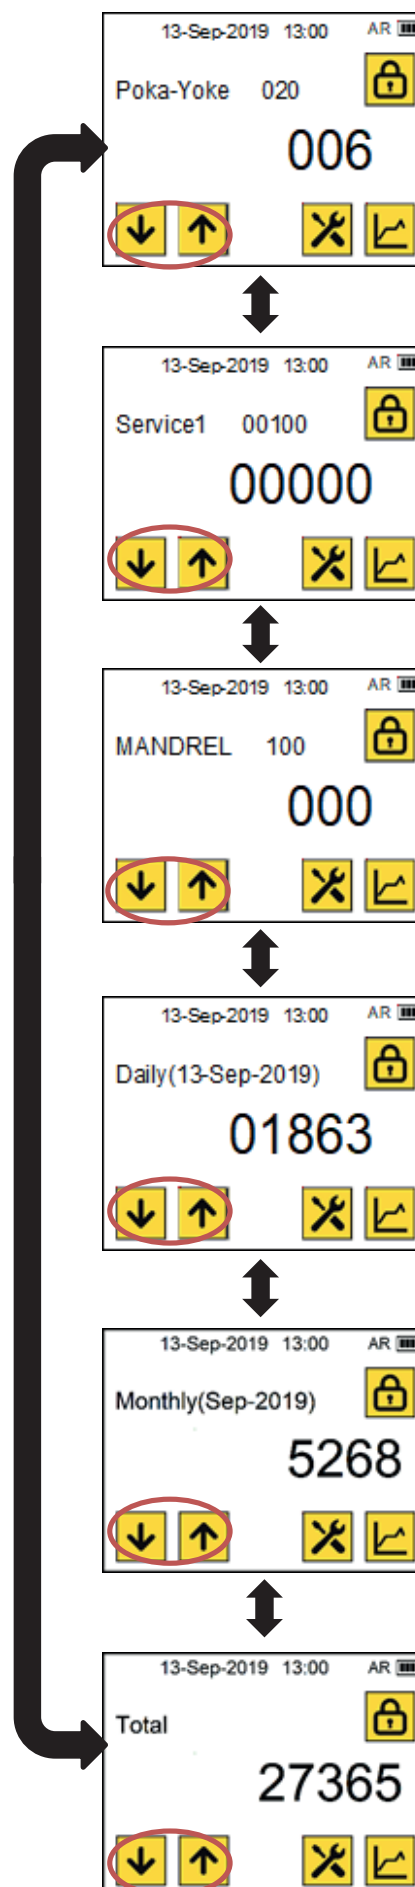 13-Sep-2019 13:00 AR
Poka-Yoke 020
006
13-Sep-2019 13:00 AR
Service1 00100
00000
13-Sep-2019 13:00 AR
MANDREL 100
000
13-Sep-2019 13:00 AR
Daily(13-Sep-2019)
01863
13-Sep-2019 13:00 AR
Monthly(Sep-2019)
5268
13-Sep-2019 13:00 AR
Total
27365